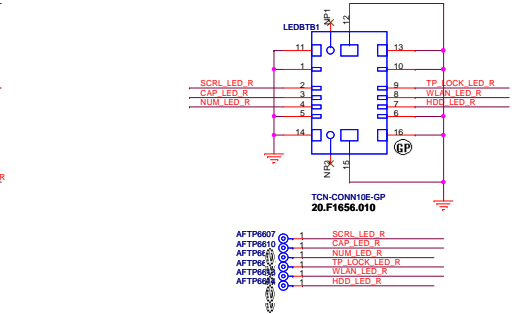 NP1
12
LEDBTB1
11
13
1
10
SCRL_LED_R
2
9
TP_LOCK_LED_R
CAP_LED_R
3
8
WLAN_LED_R
NUM_LED_R
4
7
HDD_LED_R
5
6
14
16
GP
NP2
15
R
TCN-CONN10E-GP
20.F1656.010
AFTP6607
1
SCRL_LED_R
AFTP6610
1
CAP_LED_R
1
NUM_LED_R
1
TP_LOCK_LED_R
1
WLAN_LED_R
1
HDD_LED_R